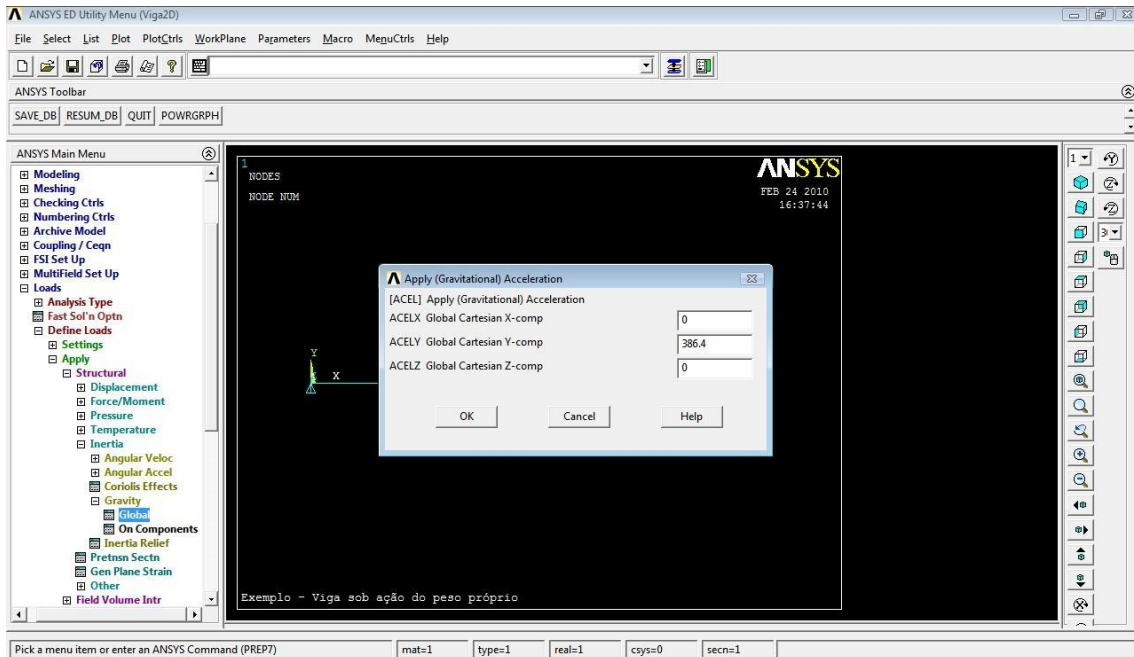 ANSYS ED Utility Menu (Viga2D)
File Select List Plot PlotCtrls WorkPlane Parameters Macro MenuCtrls Help
ANSYS Toolbar
SAVE_DB RESUM_DB QUIT POWRGRPH
ANSYS Main Menu
Modeling
Meshing
Checking Ctrls
Numbering Ctrls
Archive Model
Coupling / Ceqn
FSI Set Up
MultiField Set Up
Loads
Analysis Type
Fast Sol'n Optn
Define Loads
Settings
Apply
Structural
Displacement
Force/Moment
Pressure
Temperature
Inertia
Angular Veloc
Angular Accel
Coriolis Effects
Gravity
Global
On Components
Inertia Relief
Pretnsn Sectn
Gen Plane Strain
Other
Field Volume Intr
1
NODES
NODE NUM
ANSYS
FEB 24 2010
16:37:44
Y
X
Apply (Gravitational) Acceleration
[ACEL] Apply (Gravitational) Acceleration
ACELX Global Cartesian X-comp 0
ACELY Global Cartesian Y-comp 386.4
ACELZ Global Cartesian Z-comp 0
OK Cancel Help
Exemplo - Viga sob ação do peso próprio
1
Pick a menu item or enter an ANSYS Command (PREP7) mat=1 type=1 real=1 csys=0 secn=1